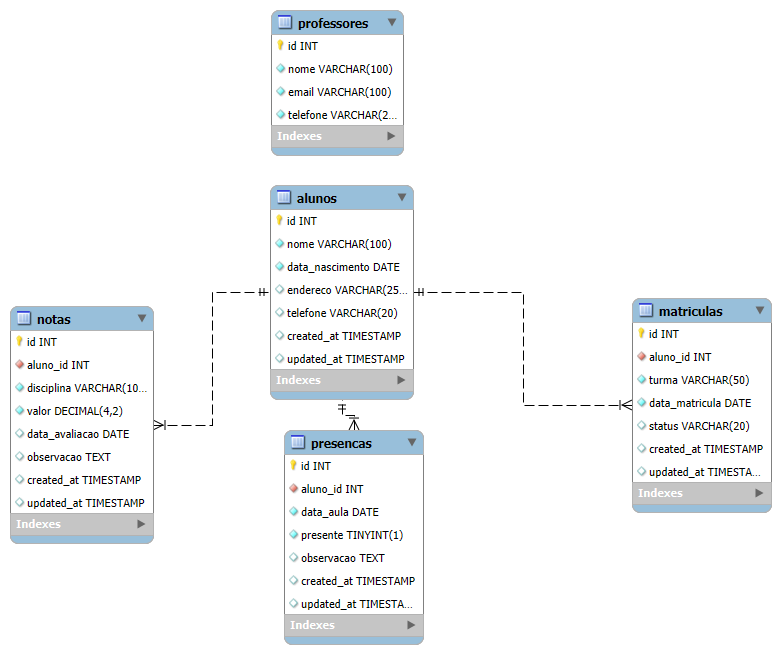 professores
id INT
nome VARCHAR(100)
email VARCHAR(100)
telefone VARCHAR(2...
Indexes
alunos
id INT
nome VARCHAR(100)
data_nascimento DATE
endereco VARCHAR(25...
telefone VARCHAR(20)
created_at TIMESTAMP
updated_at TIMESTAMP
Indexes
notas
id INT
aluno_id INT
disciplina VARCHAR(10...
valor DECIMAL(4,2)
data_avaliacao DATE
observacao TEXT
created_at TIMESTAMP
updated_at TIMESTAMP
Indexes
presencas
id INT
aluno_id INT
data_aula DATE
presente TINYINT(1)
observacao TEXT
created_at TIMESTAMP
updated_at TIMESTA...
Indexes
matriculas
id INT
aluno_id INT
turma VARCHAR(50)
data_matricula DATE
status VARCHAR(20)
created_at TIMESTAMP
updated_at TIMESTA...
Indexes